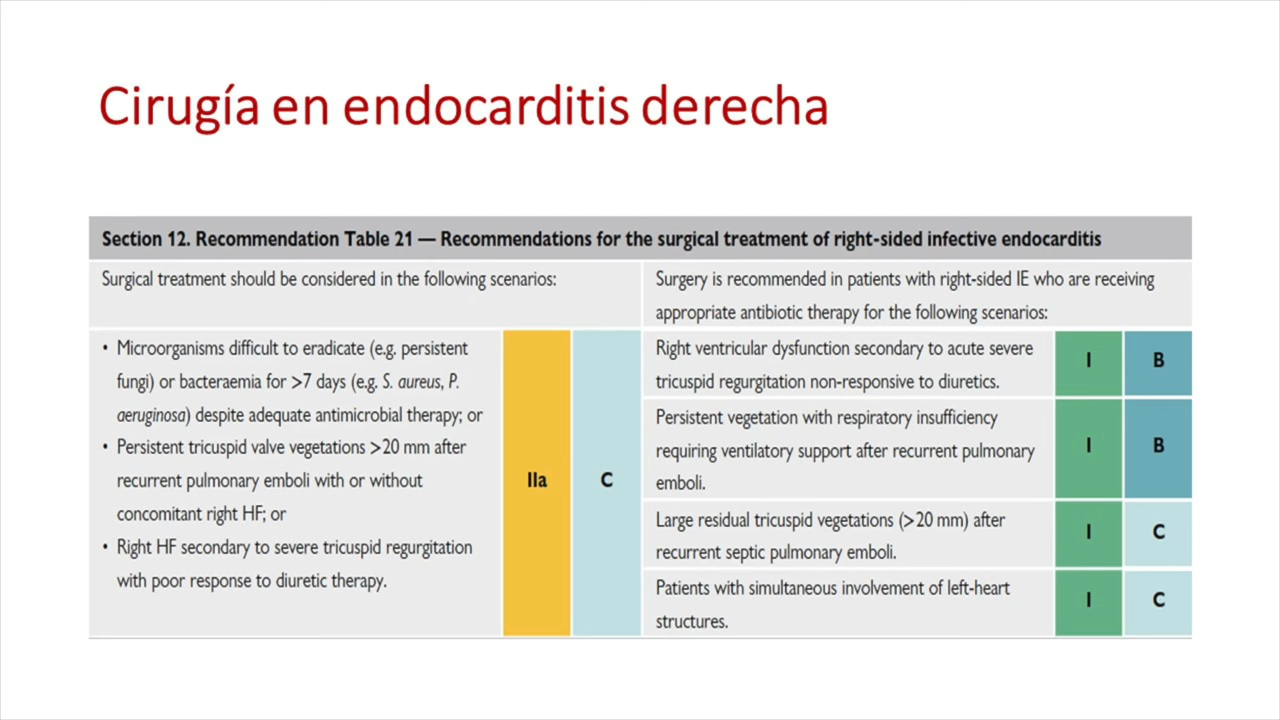 Cirugía en endocarditis derecha
Section 12. Recommendation Table 21 — Recommendations for the surgical treatment of right-sided infective endocarditis
Surgical treatment should be considered in the following scenarios:
Surgery is recommended in patients with right-sided IE who are receiving
appropriate antibiotic therapy for the following scenarios:
• Microorganisms difficult to eradicate (e.g. persistent
fungi) or bacteraemia for >7 days (e.g. S. aureus, P.
aeruginosa) despite adequate antimicrobial therapy; or
• Persistent tricuspid valve vegetations >20 mm after
recurrent pulmonary emboli with or without
concomitant right HF; or
• Right HF secondary to severe tricuspid regurgitation
with poor response to diuretic therapy.
IIa
C
Right ventricular dysfunction secondary to acute severe
tricuspid regurgitation non-responsive to diuretics.
I
B
Persistent vegetation with respiratory insufficiency
requiring ventilatory support after recurrent pulmonary
emboli.
I
B
Large residual tricuspid vegetations (>20 mm) after
recurrent septic pulmonary emboli.
I
C
Patients with simultaneous involvement of left-heart
structures.
I
C